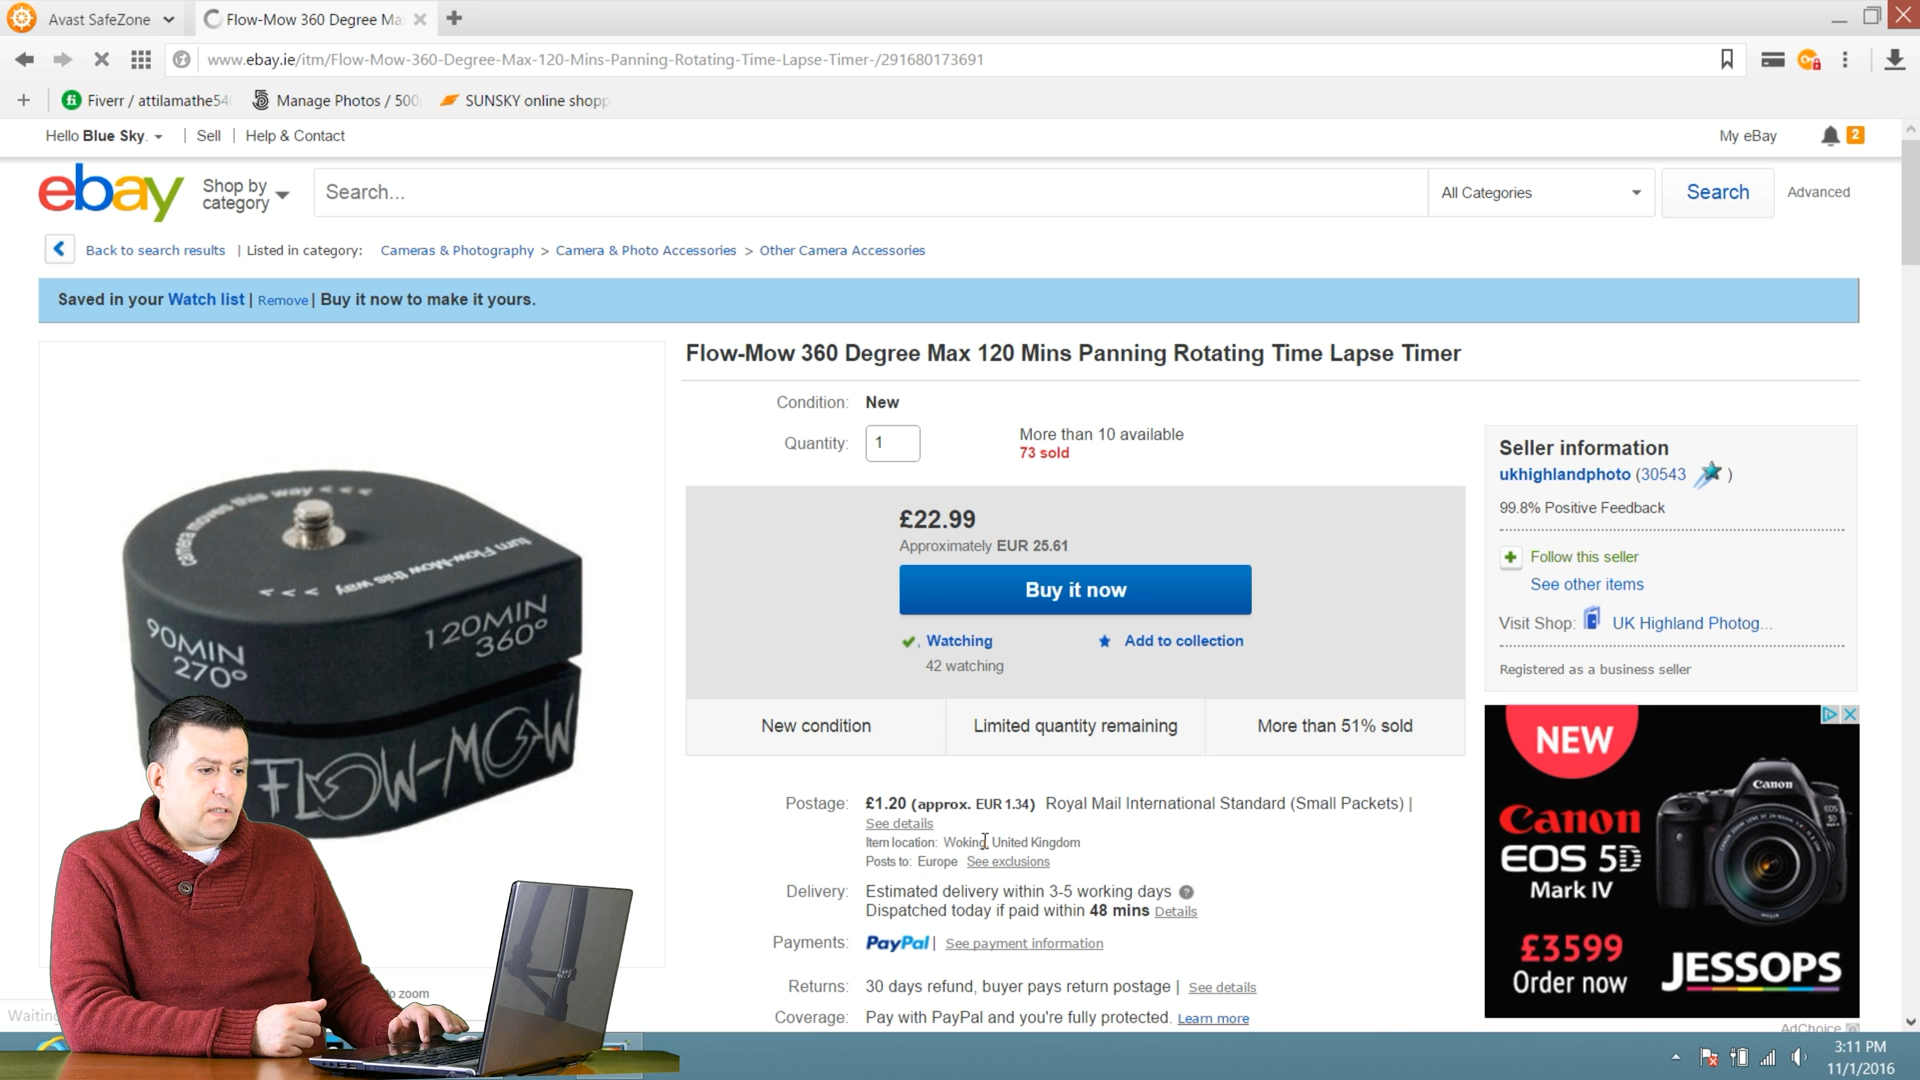 Avast SafeZone
Flow-Mow 360 Degree Ma
www.ebay.ie/itm/Flow-Mow-360-Degree-Max-120-Mins-Panning-Rotating-Time-Lapse-Timer-/291680173691
Fiverr / attilamathe54
Manage Photos / 500
SUNSKY online shopp
Hello Blue Sky. | Sell | Help & Contact
My eBay 2
ebay
Shop by
category
Search...
All Categories
Search
Advanced
Back to search results | Listed in category: Cameras & Photography > Camera & Photo Accessories > Other Camera Accessories
Saved in your Watch list | Remove | Buy it now to make it yours.
camera moves this way < < <
< < < turn Flow-Mow this way
90MIN
270°
120MIN
360°
FLOW-MOW
to zoom
Flow-Mow 360 Degree Max 120 Mins Panning Rotating Time Lapse Timer
Condition: New
Quantity: 1
More than 10 available
73 sold
£22.99
Approximately EUR 25.61
Buy it now
Watching
Add to collection
42 watching
New condition
Limited quantity remaining
More than 51% sold
Postage: £1.20 (approx. EUR 1.34) Royal Mail International Standard (Small Packets) |
See details
Item location: Woking, United Kingdom
Posts to: Europe See exclusions
Delivery: Estimated delivery within 3-5 working days
Dispatched today if paid within 48 mins Details
Payments: PayPal | See payment information
Returns: 30 days refund, buyer pays return postage | See details
Coverage: Pay with PayPal and you're fully protected. Learn more
Seller information
ukhighlandphoto (30543 )
99.8% Positive Feedback
Follow this seller
See other items
Visit Shop: UK Highland Photog...
Registered as a business seller
NEW
Canon
EOS 5D
Mark IV
£3599
Order now
Canon
JESSOPS
AdChoice
Waiting
3:11 PM
11/1/2016